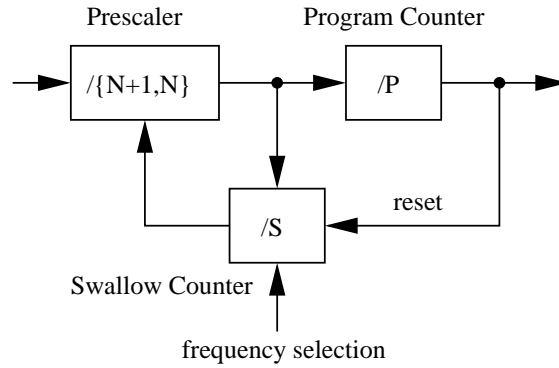 Prescaler
Program Counter
/{N+1,N}
/P
reset
/S
Swallow Counter
frequency selection